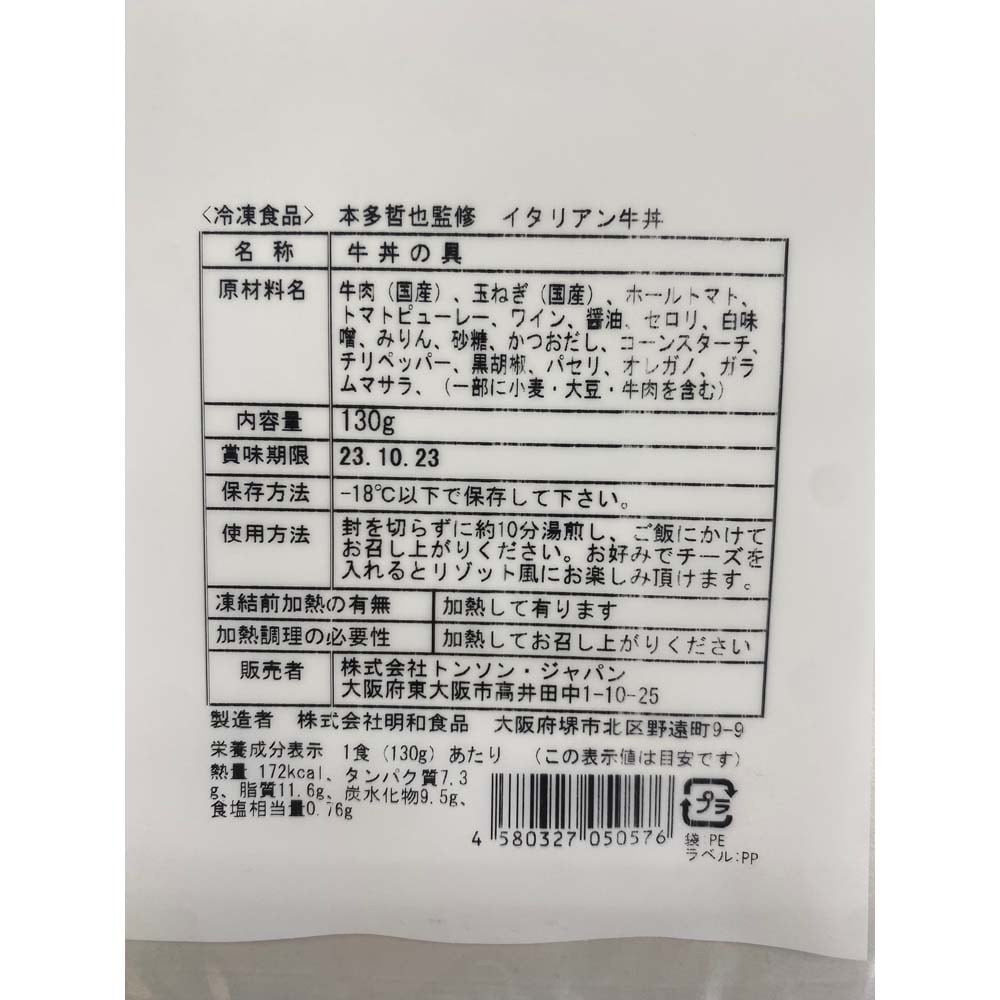 〈冷凍食品〉 本多哲也監修 イタリアン牛丼
名称 牛丼の具
原材料名 牛肉（国産）、玉ねぎ（国産）、ホールトマト、
トマトピューレー、ワイン、醤油、セロリ、白味
噌、みりん、砂糖、かつおだし、コーンスターチ、
チリペッパー、黒胡椒、パセリ、オレガノ、ガラ
ムマサラ、（一部に小麦・大豆・牛肉を含む）
内容量 130g
賞味期限 23.10.23
保存方法 -18℃以下で保存して下さい。
使用方法 封を切らずに約10分湯煎し、ご飯にかけて
お召し上がりください。お好みでチーズを
入れるとリゾット風にお楽しみ頂けます。
凍結前加熱の有無 加熱して有ります
加熱調理の必要性 加熱してお召し上がりください
販売者 株式会社トンソン・ジャパン
大阪府東大阪市高井田中1-10-25
製造者 株式会社明和食品 大阪府堺市北区野遠町9-9
栄養成分表示 1食（130g）あたり （この表示値は目安です）
熱量 172kcal、タンパク質7.3
g、脂質11.6g、炭水化物9.5g、
食塩相当量0.76g
4 580327 050576
プラ
袋:PE
ラベル:PP